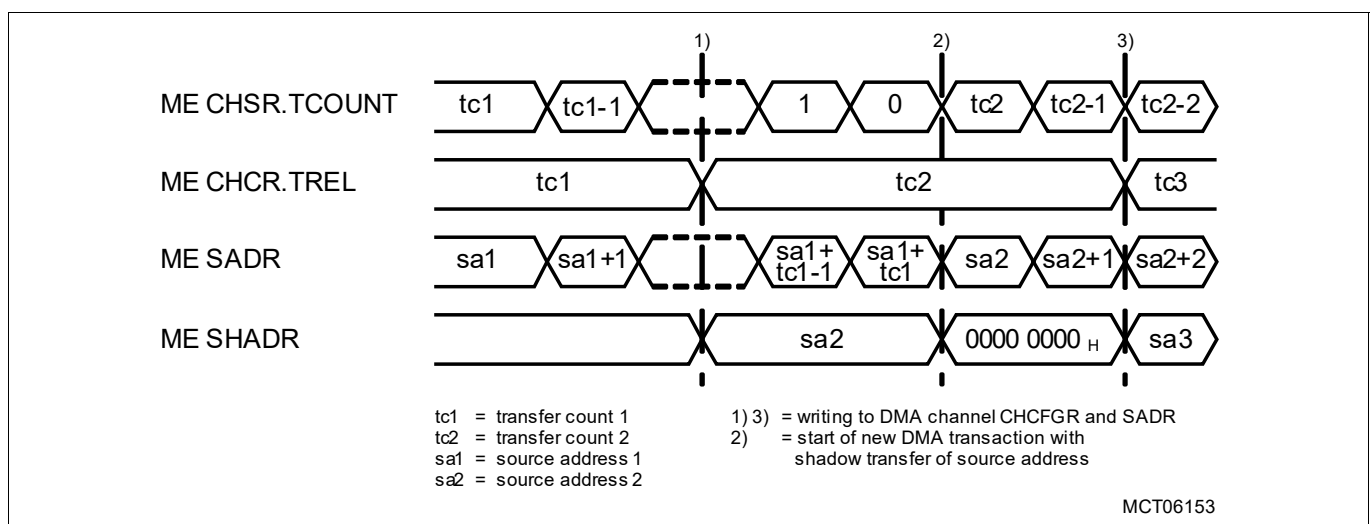 1) 2) 3)
ME CHSR.TCOUNT tc1 tc1-1 1 0 tc2 tc2-1 tc2-2
ME CHCR.TREL tc1 tc2 tc3
ME SADR sa1 sa1+1 sa1+ tc1-1 sa1+ tc1 sa2 sa2+1 sa2+2
ME SHADR sa2 0000 0000 H sa3
tc1 = transfer count 1
tc2 = transfer count 2
sa1 = source address 1
sa2 = source address 2
1) 3) = writing to DMA channel CHCFGR and SADR
2) = start of new DMA transaction with
shadow transfer of source address
MCT06153